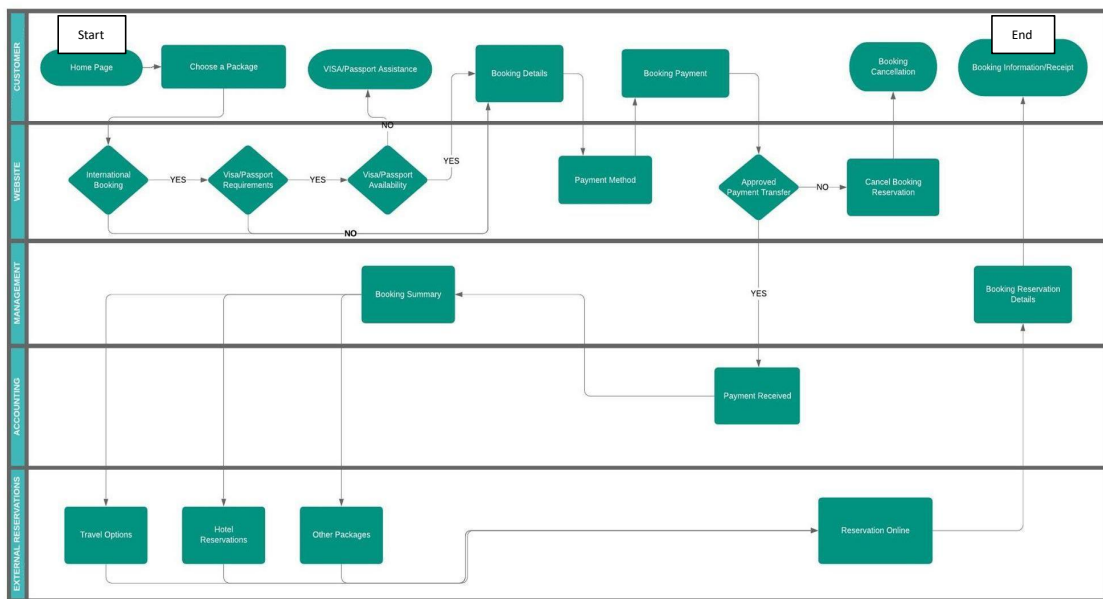 Start
End
CUSTOMER
Home Page
Choose a Package
VISA/Passport Assistance
Booking Details
Booking Payment
Booking
Cancellation
Booking Information/Receipt
NO
YES
WEBSITE
International
Booking
YES
Visa/Passport
Requirements
YES
Visa/Passport
Availability
Payment Method
Approved
Payment Transfer
NO
Cancel Booking
Reservation
NO
MANAGEMENT
Booking Summary
YES
Booking Reservation
Details
ACCOUNTING
Payment Received
EXTERNAL RESERVATIONS
Travel Options
Hotel
Reservations
Other Packages
Reservation Online